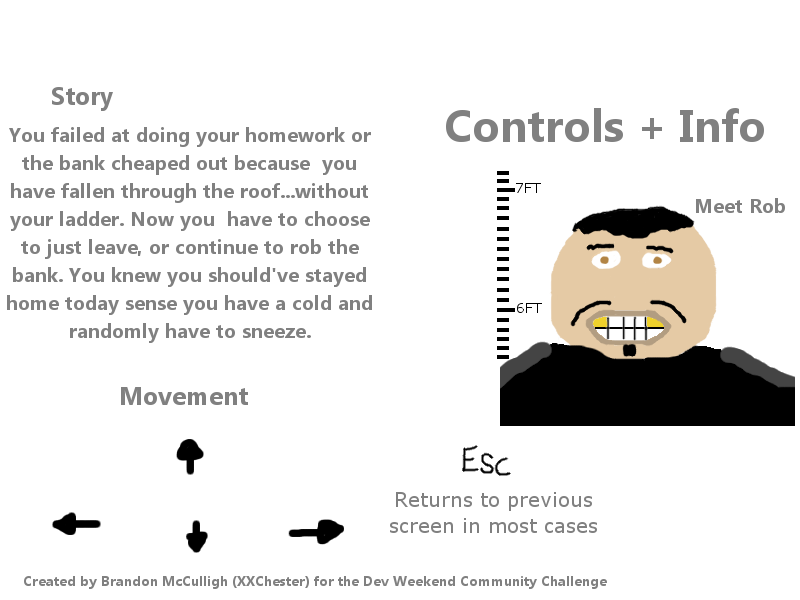 Story
You failed at doing your homework or
the bank cheaped out because  you
have fallen through the roof...without
your ladder. Now you  have to choose
to just leave, or continue to rob the
bank. You knew you should've stayed
home today sense you have a cold and
randomly have to sneeze.
Controls + Info
7FT
Meet Rob
6FT
Movement
Esc
Returns to previous
screen in most cases
Created by Brandon McCulligh (XXChester) for the Dev Weekend Community Challenge